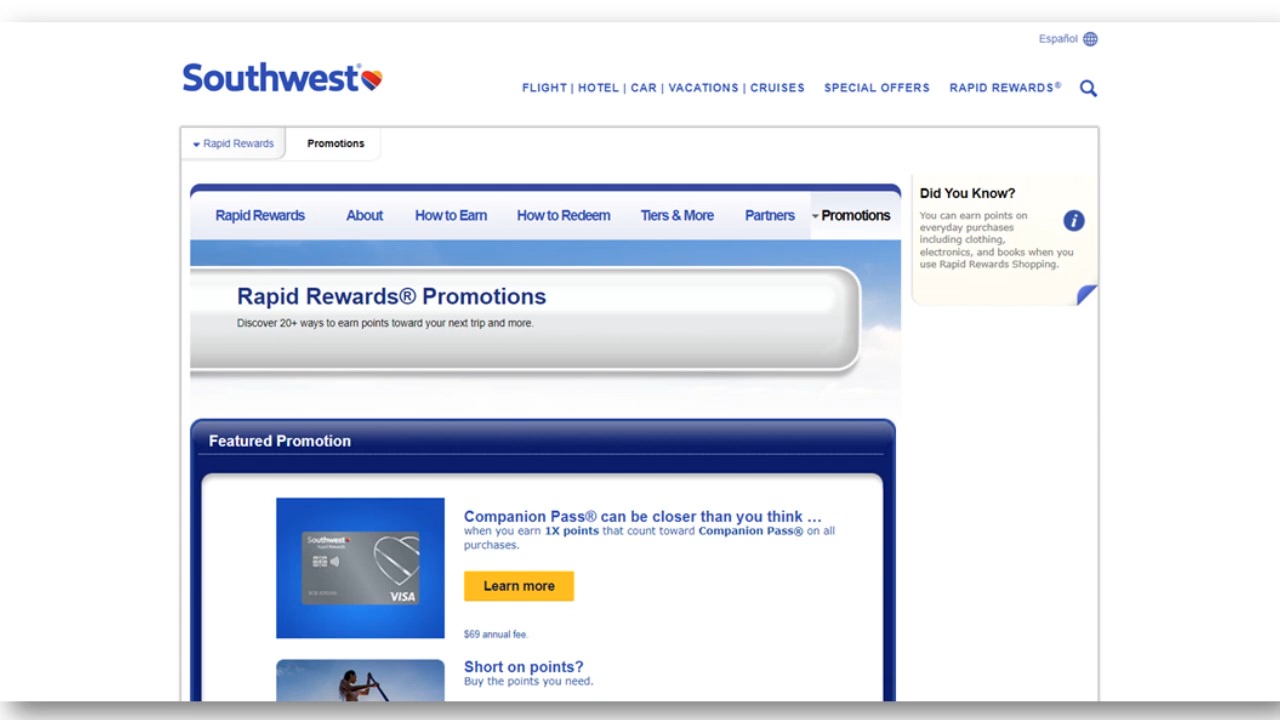 Español
Southwest®
FLIGHT | HOTEL | CAR | VACATIONS | CRUISES SPECIAL OFFERS RAPID REWARDS®
Rapid Rewards Promotions
Rapid Rewards About How to Earn How to Redeem Tiers & More Partners Promotions
Rapid Rewards® Promotions
Discover 20+ ways to earn points toward your next trip and more.
Did You Know?
You can earn points on
everyday purchases
including clothing,
electronics, and books when you
use Rapid Rewards Shopping.
i
Featured Promotion
Southwest
Rapid Rewards
VISA
Companion Pass® can be closer than you think ...
when you earn 1X points that count toward Companion Pass® on all
purchases.
Learn more
$69 annual fee.
Short on points?
Buy the points you need.